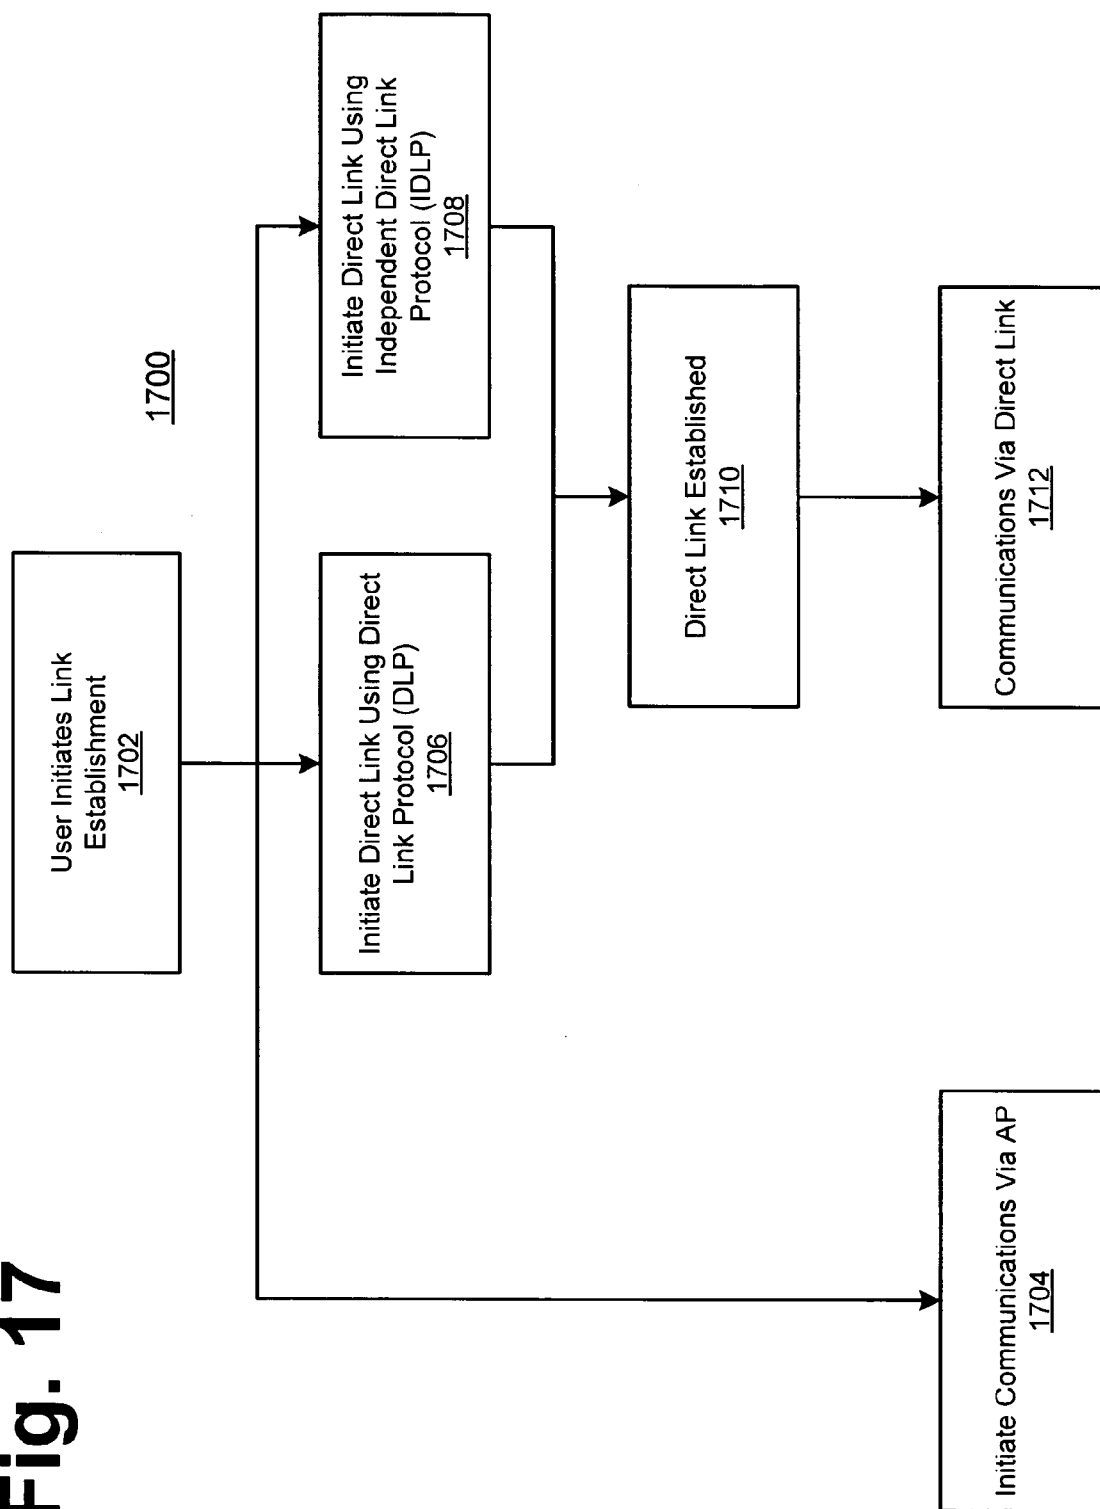 Fig. 17
1700
User Initiates Link
Establishment
1702
Initiate Communications Via AP
1704
Initiate Direct Link Using Direct
Link Protocol (DLP)
1706
Initiate Direct Link Using
Independent Direct Link
Protocol (IDLP)
1708
Direct Link Established
1710
Communications Via Direct Link
1712